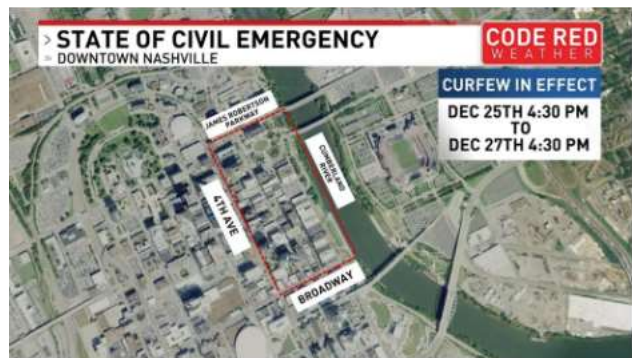 > STATE OF CIVIL EMERGENCY
» DOWNTOWN NASHVILLE
CODE RED
WEATHER
CURFEW IN EFFECT
DEC 25TH 4:30 PM
TO
DEC 27TH 4:30 PM
JAMES ROBERTSON
PARKWAY
CUMBERLAND
RIVER
4TH AVE
BROADWAY